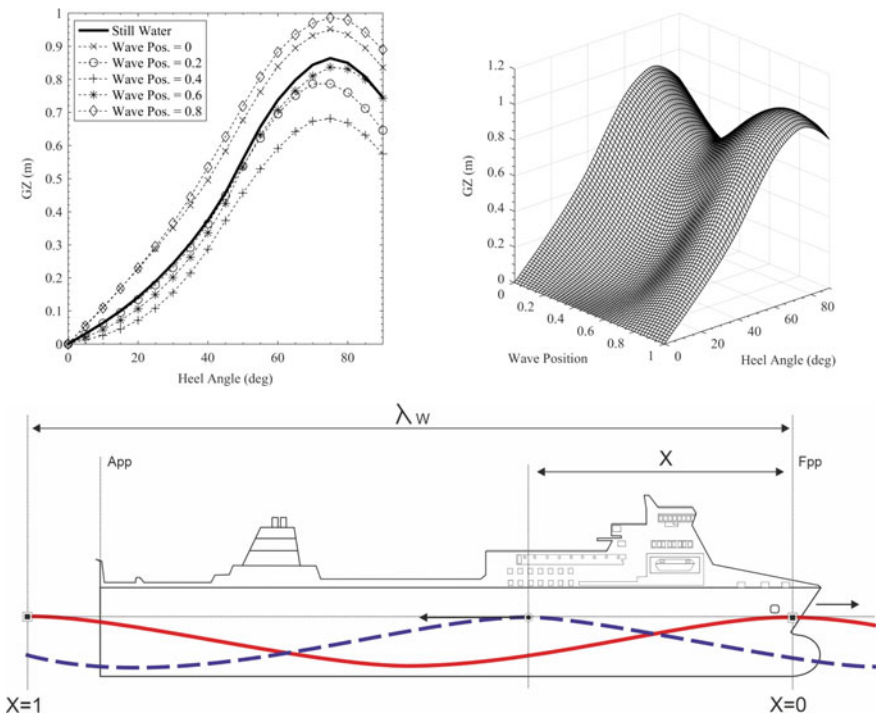 1
0.9
0.8
0.7
0.6
0.5
0.4
0.3
0.2
0.1
0
GZ (m)
Still Water
Wave Pos. = 0
Wave Pos. = 0.2
Wave Pos. = 0.4
Wave Pos. = 0.6
Wave Pos. = 0.8
0 20 40 60 80
Heel Angle (deg)
1.2
1
0.8
0.6
0.4
0.2
0
GZ (m)
0
0.2
0.4
0.6
0.8
1
Wave Position
0
20
40
60
80
Heel Angle (deg)
λw
App
X
Fpp
X=1
X=0